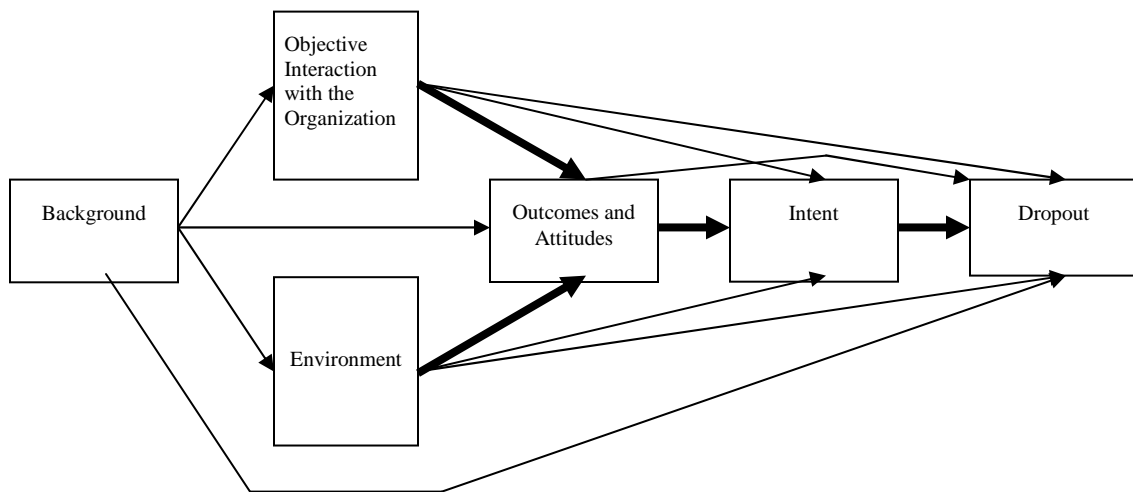 Objective
Interaction
with the
Organization
Background
Outcomes and
Attitudes
Intent
Dropout
Environment